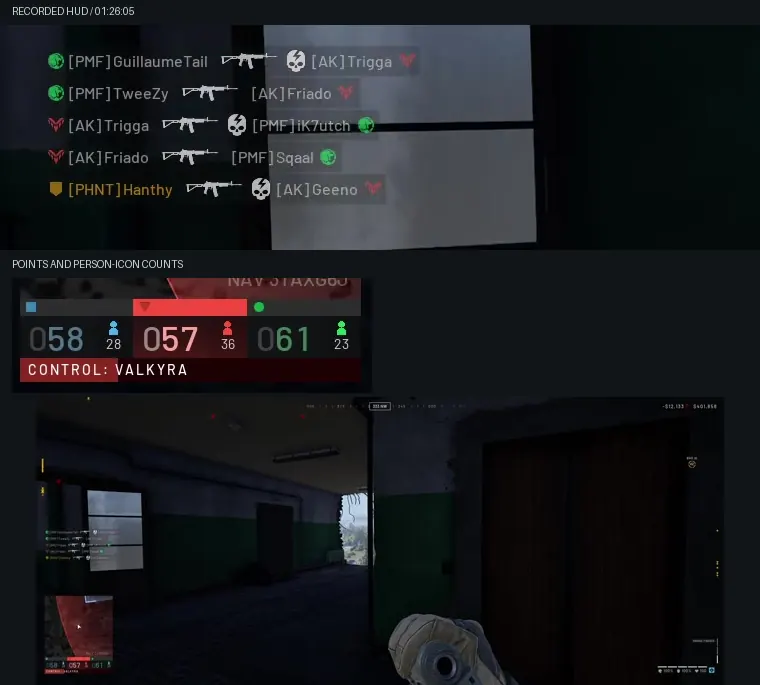 RECORDED HUD / 01:26:05
[PMF]GuillaumeTail [AK]Trigga
[PMF]TweeZy [AK]Friado
[AK]Trigga [PMF]iK7utch
[AK]Friado [PMF]Sqaal
[PHNT]Hanthy [AK]Geeno
POINTS AND PERSON-ICON COUNTS
058 28 057 36 061 23
CONTROL: VALKYRA